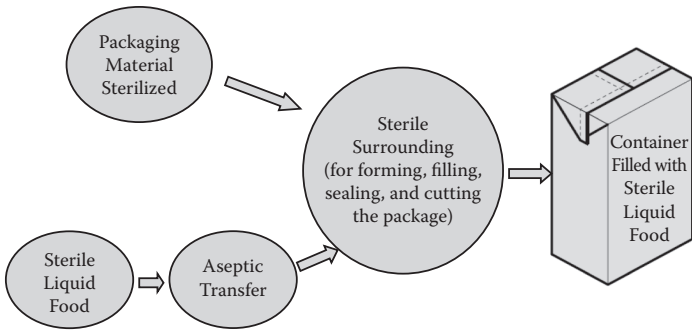 Packaging
Material
Sterilized
Sterile
Surrounding
(for forming, filling,
sealing, and cutting
the package)
Container
Filled with
Sterile
Liquid
Food
Sterile
Liquid
Food
Aseptic
Transfer